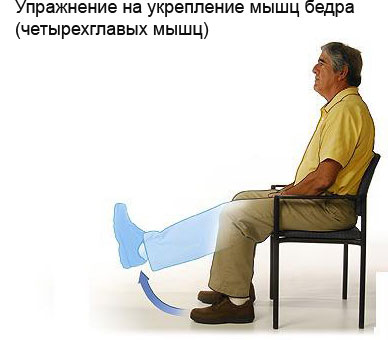 Упражнение на укрепление мышц бедра
(четырехглавых мышц)